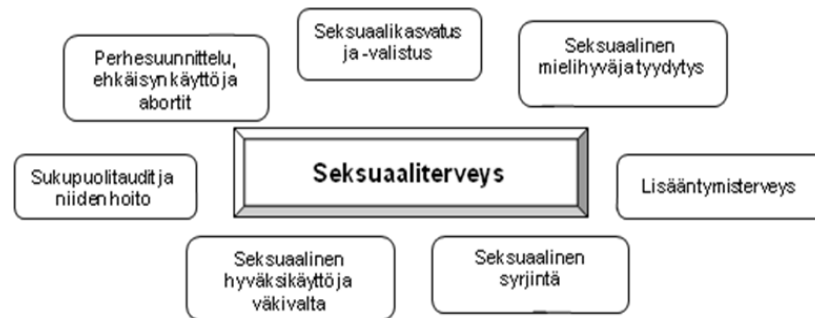 Seksuaalikasvatus
ja -valistus
Perhesuunnittelu,
ehkäisyn käyttö ja
abortit
Seksuaalinen
mielihyvä ja tyydytys
Sukupuolitaudit ja
niiden hoito
Seksuaaliterveys
Lisääntymisterveys
Seksuaalinen
hyväksikäyttö ja
väkivalta
Seksuaalinen
syrjintä